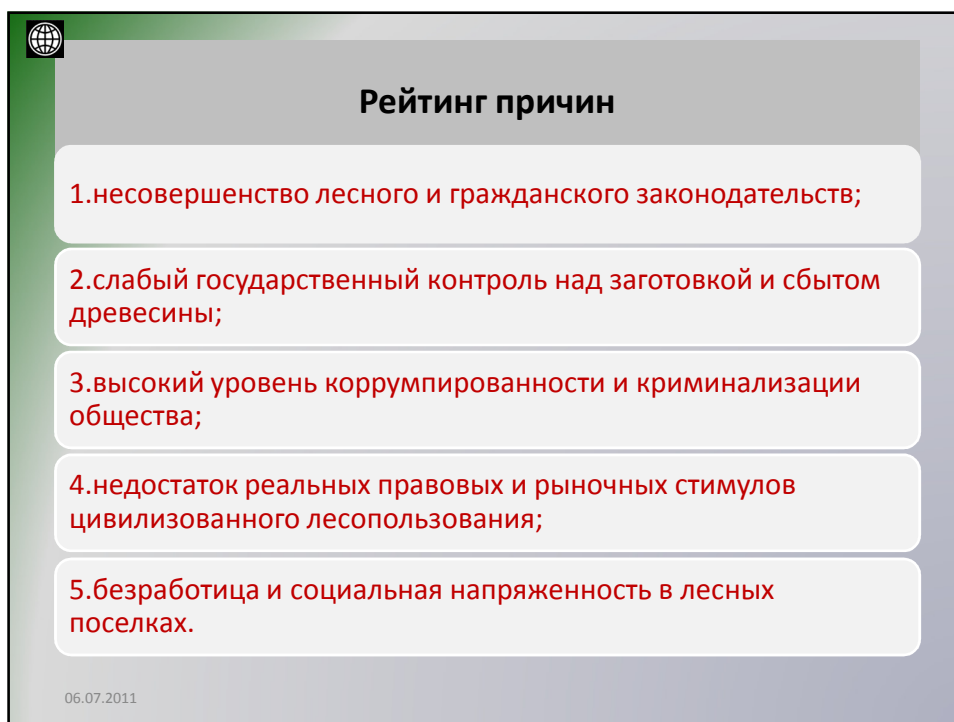 Рейтинг причин
1.несовершенство лесного и гражданского законодательств;
2.слабый государственный контроль над заготовкой и сбытом
древесины;
3.высокий уровень коррумпированности и криминализации
общества;
4.недостаток реальных правовых и рыночных стимулов
цивилизованного лесопользования;
5.безработица и социальная напряженность в лесных
поселках.
06.07.2011